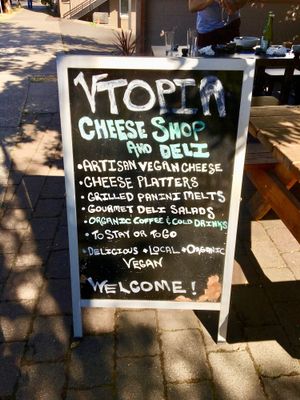 VTOPIA
CHEESE SHOP
AND DELI
• ARTISAN VEGAN CHEESE
• CHEESE PLATTERS
• GRILLED PANINI MELTS
• GOURMET DELI SALADS
• ORGANIC COFFEE & COLD DRINKS
• TO STAY OR TO GO
• DELICIOUS • LOCAL • ORGANIC
VEGAN
WELCOME!